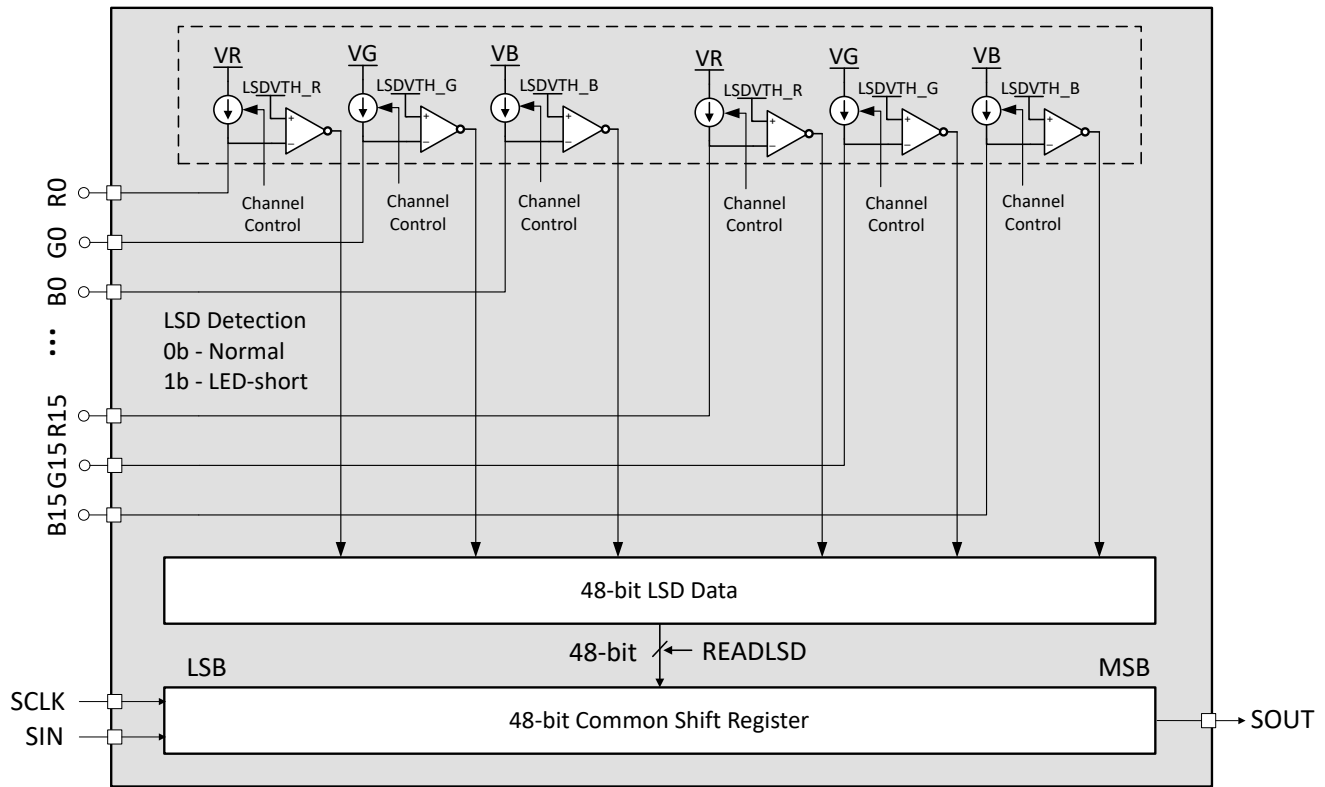 VR
VG
VB
VR
VG
VB
LSDVTH_R
LSDVTH_G
LSDVTH_B
LSDVTH_R
LSDVTH_G
LSDVTH_B
+
+
+
+
+
+
−
−
−
−
−
−
Channel
Control
Channel
Control
Channel
Control
Channel
Control
Channel
Control
Channel
Control
R0
G0
B0
...
R15
G15
B15
LSD Detection
0b - Normal
1b - LED-short
48-bit LSD Data
48-bit
READLSD
LSB
MSB
SCLK
SIN
48-bit Common Shift Register
SOUT